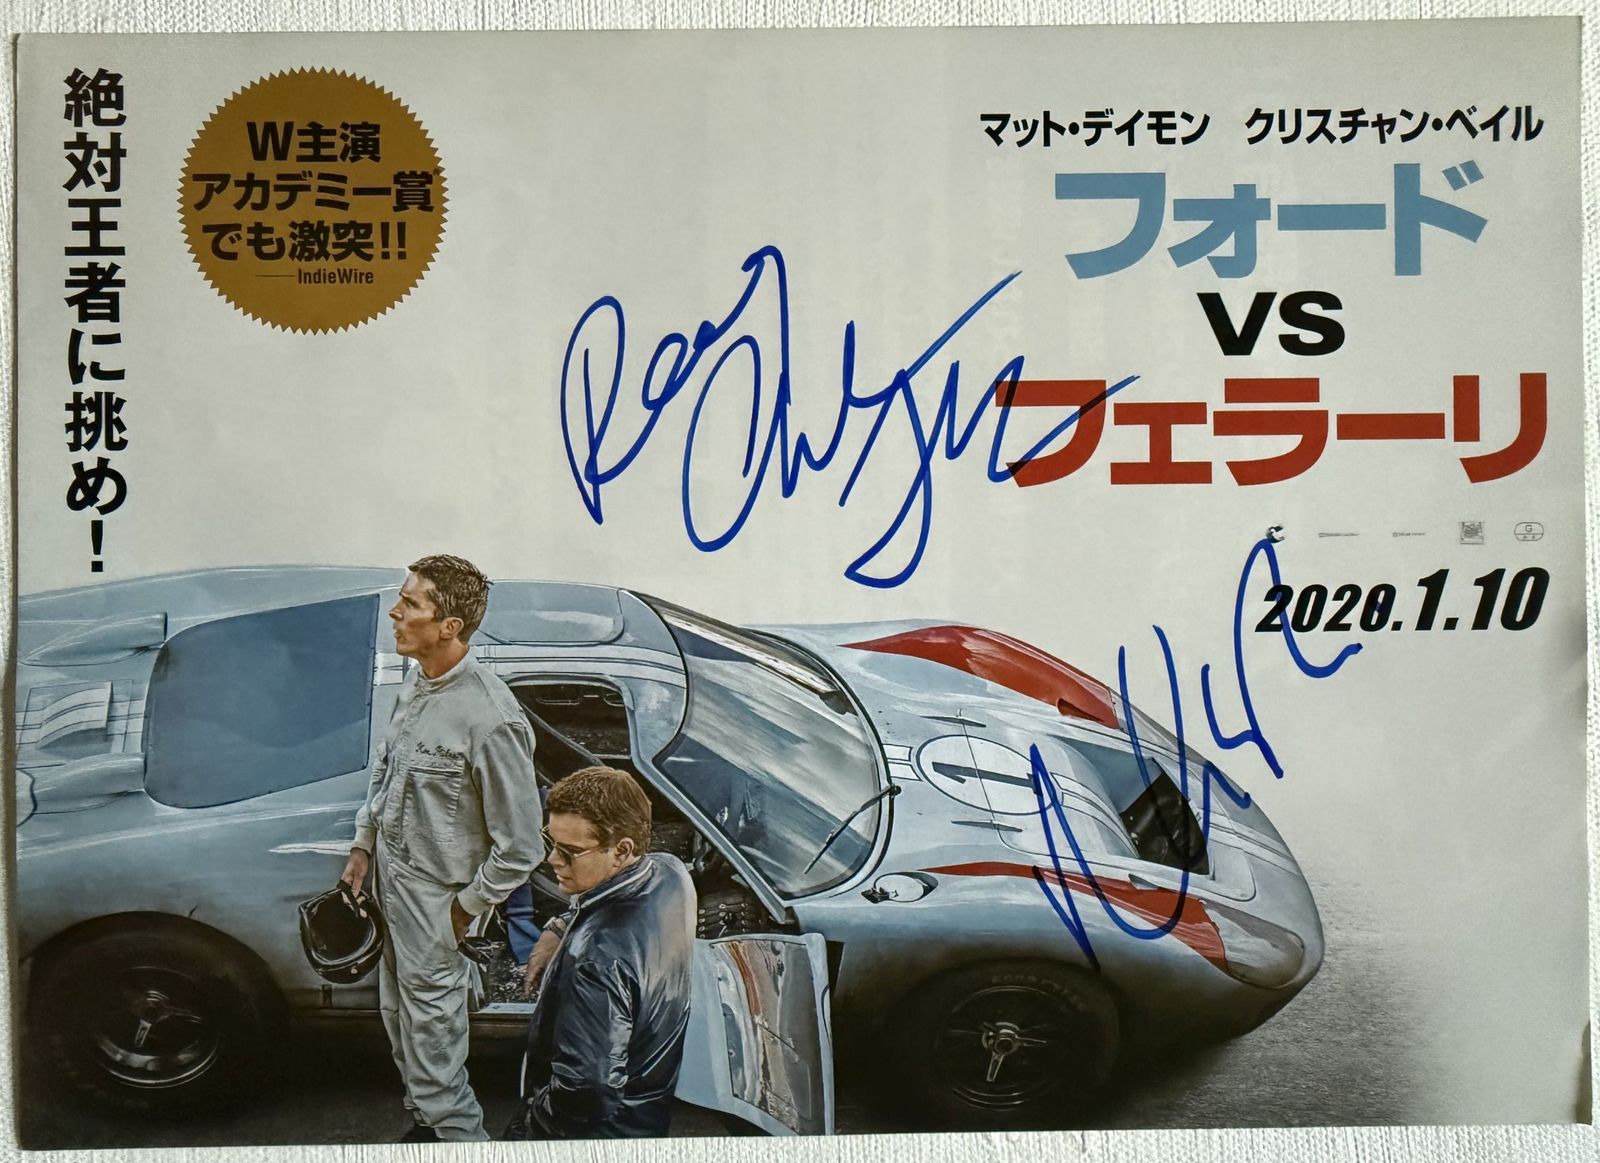 絶対王者に挑め!
W主演
アカデミー賞
でも激突!!
IndieWire
マット・デイモン クリスチャン・ベイル
フォード
VS
フェラーリ
G
2020.1.10
1